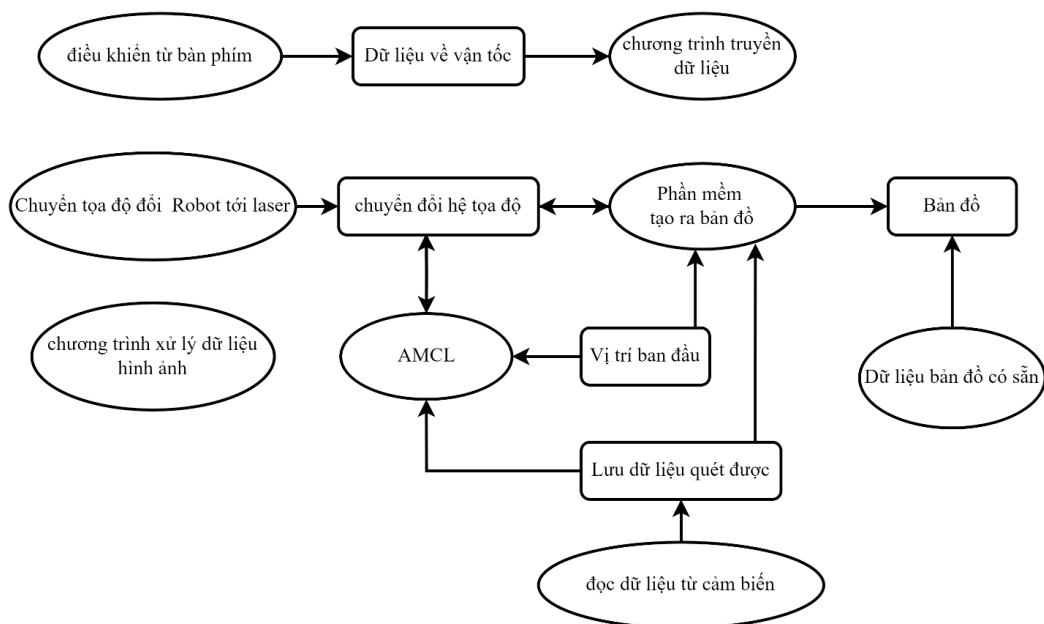 điều khiển từ bàn phím
Dữ liệu về vận tốc
chương trình truyền
dữ liệu
Chuyển tọa độ đổi Robot tới laser
chuyển đổi hệ tọa độ
Phần mềm
tạo ra bản đồ
Bản đồ
chương trình xử lý dữ liệu
hình ảnh
AMCL
Vị trí ban đầu
Dữ liệu bản đồ có sẵn
Lưu dữ liệu quét được
đọc dữ liệu từ cảm biến